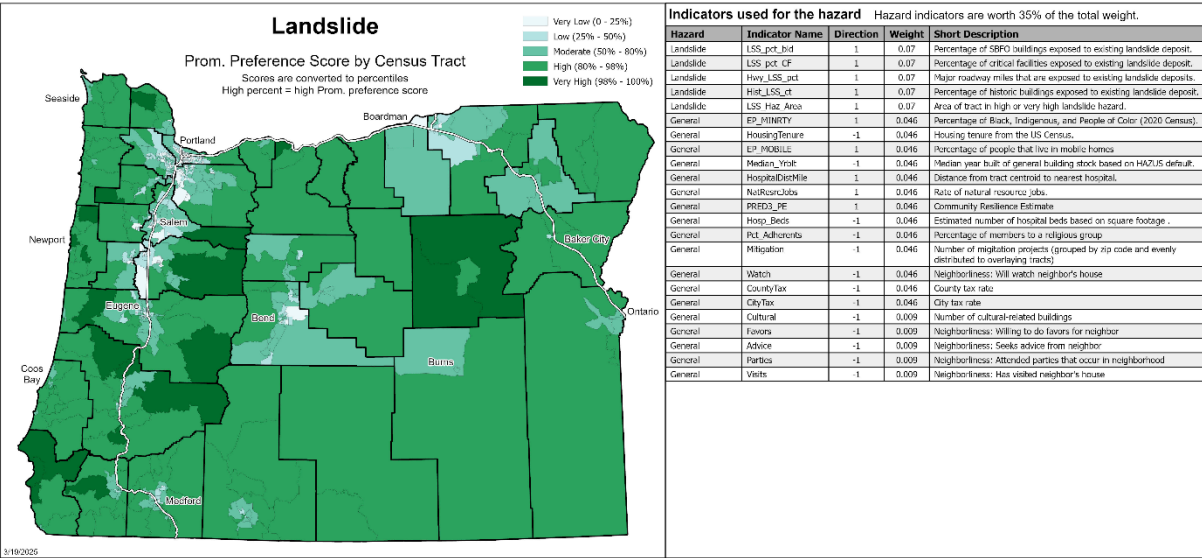 Landslide
Prom. Preference Score by Census Tract
Scores are converted to percentiles
High percent = high Prom. preference score
Very Low (0 - 25%)
Low (25% - 50%)
Moderate (50% - 80%)
High (80% - 98%)
Very High (98% - 100%)
Seaside
Portland
Boardman
Salem
Newport
Baker City
Eugene
Bend
Ontario
Burns
Coos
Bay
Medford
3/19/2025
Indicators used for the hazard Hazard indicators are worth 35% of the total weight.
Hazard Indicator Name Direction Weight Short Description
Landslide LSS_pct_bld 1 0.07 Percentage of SBFO buildings exposed to existing landslide deposit.
Landslide LSS_pct_CF 1 0.07 Percentage of critical facilities exposed to existing landslide deposit.
Landslide Hwy_LSS_pct 1 0.07 Major roadway miles that are exposed to existing landslide deposits.
Landslide Hist_LSS_ct 1 0.07 Percentage of historic buildings exposed to existing landslide deposit.
Landslide LSS_Haz_Area 1 0.07 Area of tract in high or very high landslide hazard.
General EP_MINRTY 1 0.046 Percentage of Black, Indigenous, and People of Color (2020 Census).
General HousingTenure -1 0.046 Housing tenure from the US Census.
General EP_MOBILE 1 0.046 Percentage of people that live in mobile homes
General Median_Yrblt -1 0.046 Median year built of general building stock based on HAZUS default.
General HospitalDistMile 1 0.046 Distance from tract centroid to nearest hospital.
General NatResrcJobs 1 0.046 Rate of natural resource jobs.
General PRED3_PE 1 0.046 Community Resilience Estimate
General Hosp_Beds -1 0.046 Estimated number of hospital beds based on square footage .
General Pct_Adherents -1 0.046 Percentage of members to a religious group
General Mitigation -1 0.046 Number of migitation projects (grouped by zip code and evenly
distributed to overlaying tracts)
General Watch -1 0.046 Neighborliness: Will watch neighbor's house
General CountyTax -1 0.046 County tax rate
General CityTax -1 0.046 City tax rate
General Cultural -1 0.009 Number of cultural-related buildings
General Favors -1 0.009 Neighborliness: Willing to do favors for neighbor
General Advice -1 0.009 Neighborliness: Seeks advice from neighbor
General Parties -1 0.009 Neighborliness: Attended parties that occur in neighborhood
General Visits -1 0.009 Neighborliness: Has visited neighbor's house